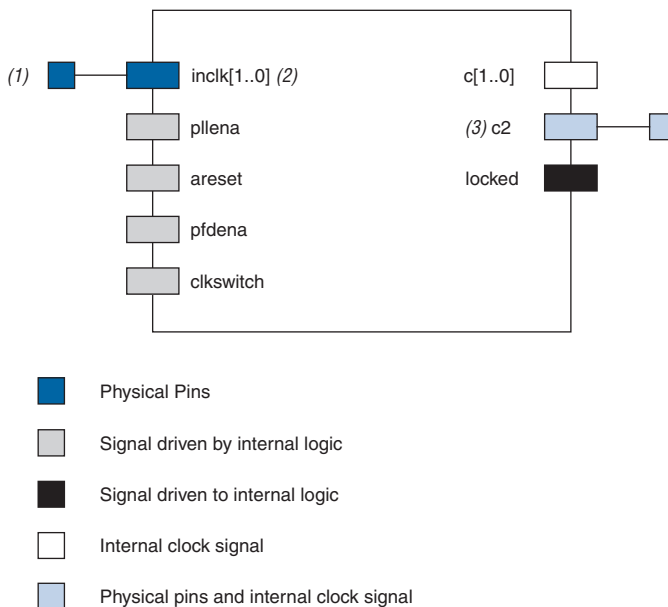 (1) inclk[1..0] (2) c[1..0]
pllena (3) c2
areset locked
pfdena
clkswitch
Physical Pins
Signal driven by internal logic
Signal driven to internal logic
Internal clock signal
Physical pins and internal clock signal